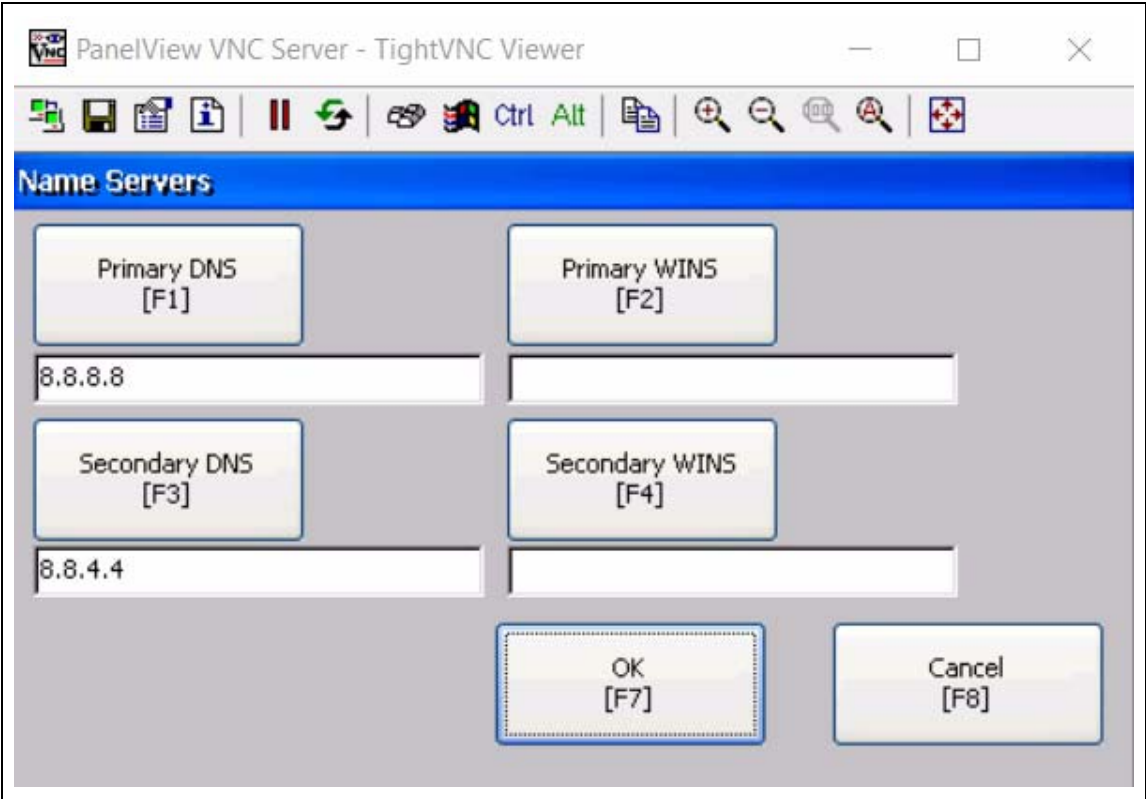 PanelView VNC Server - TightVNC Viewer
Ctrl Alt
Name Servers
Primary DNS
[F1]
Primary WINS
[F2]
8.8.8.8
Secondary DNS
[F3]
Secondary WINS
[F4]
8.8.4.4
OK
[F7]
Cancel
[F8]